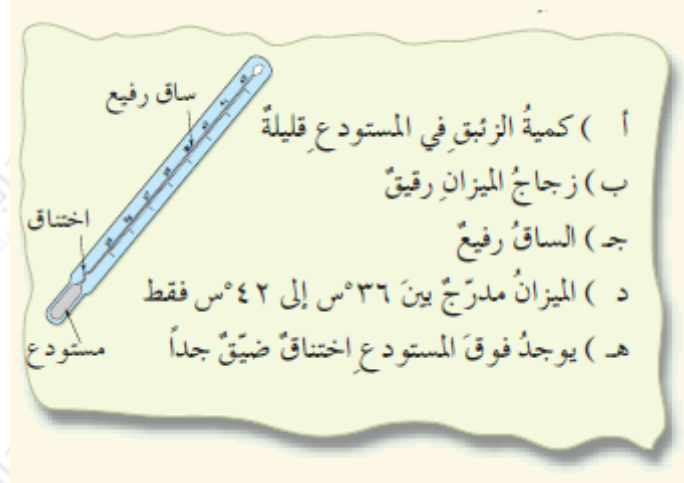 ساق رفيع
اختناق
مستودع
أ ) كميةُ الزئبقِ في المستودعِ قليلةٌ
ب) زجاجُ الميزانِ رقيقٌ
جـ) الساقُ رفيعٌ
د ) الميزانُ مدرّجٌ بينَ ٣٦ °س إلى ٤٢ °س فقط
هـ) يوجدُ فوقَ المستودعِ اختناقٌ ضيّقٌ جداً